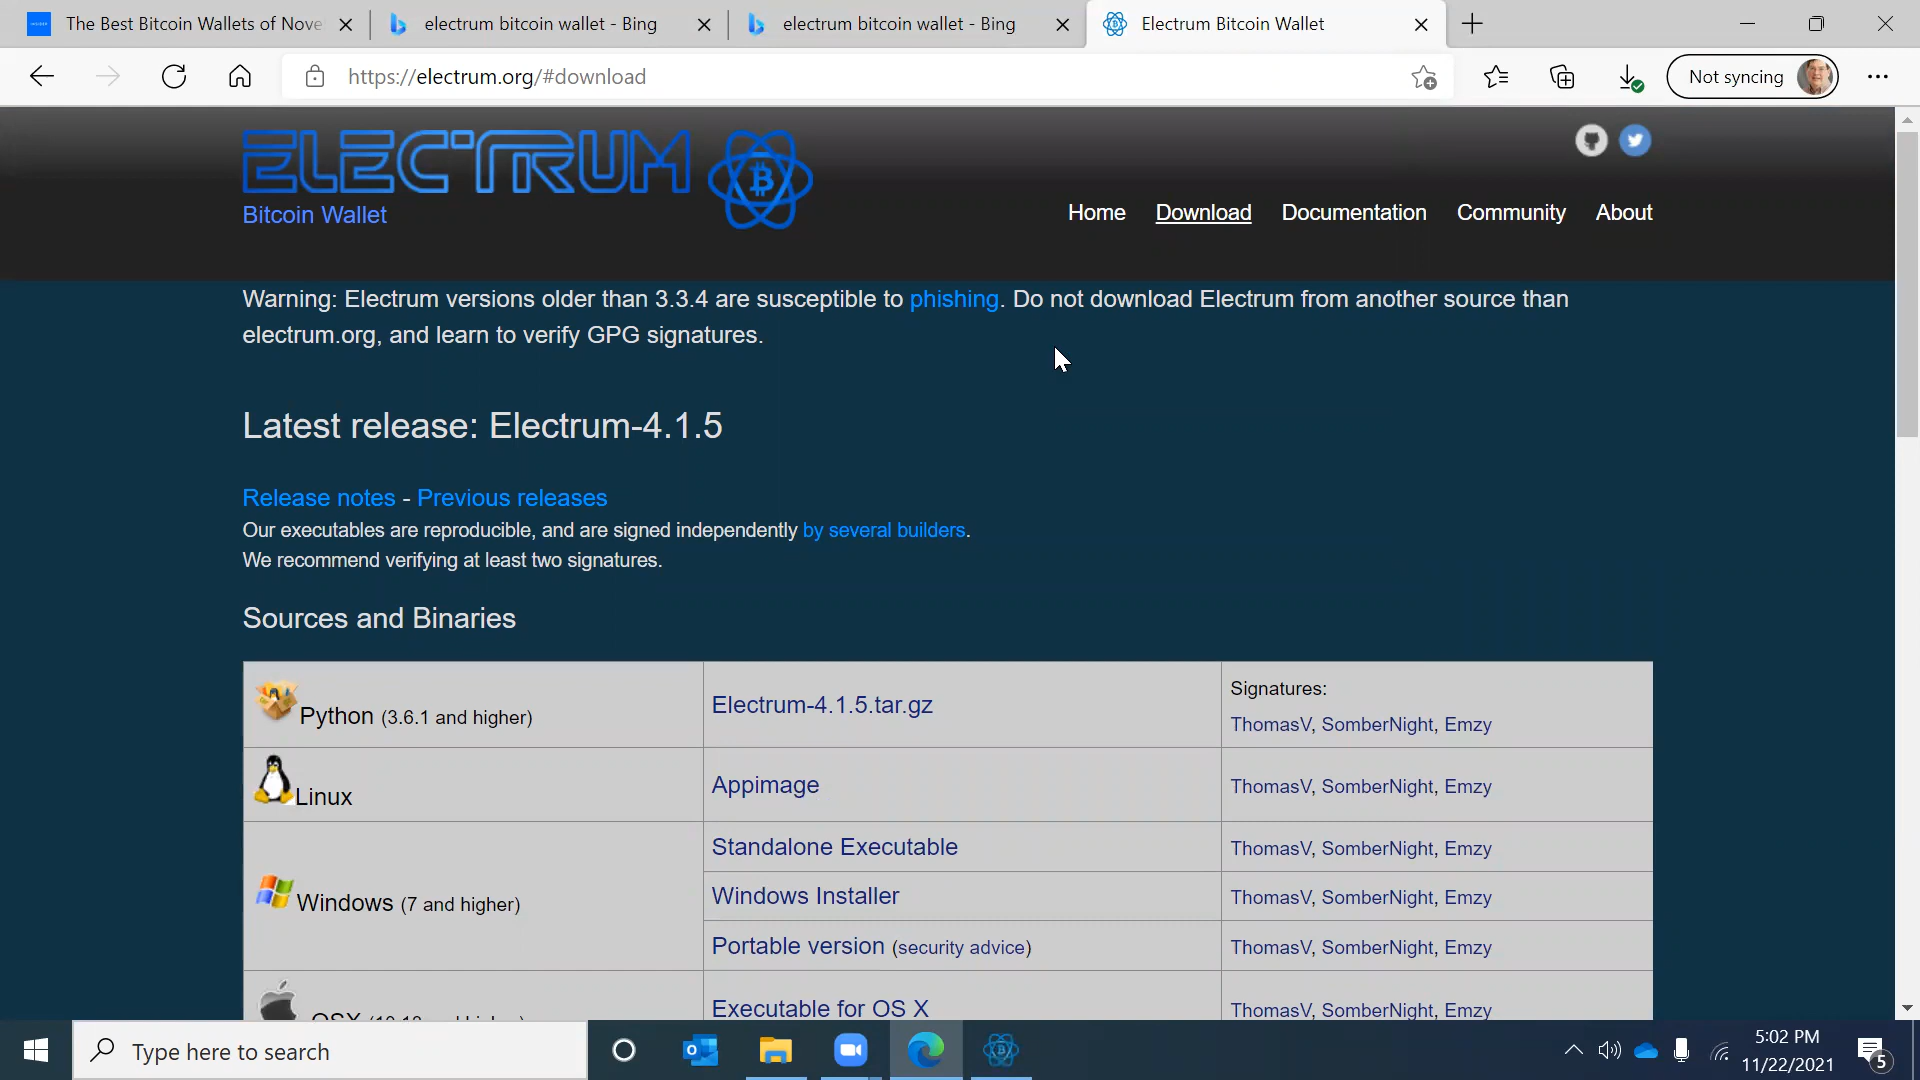 The Best Bitcoin Wallets of Nove
electrum bitcoin wallet - Bing
electrum bitcoin wallet - Bing
Electrum Bitcoin Wallet
https://electrum.org/#download
Not syncing
ELECTRUM
Bitcoin Wallet
Home Download Documentation Community About
Warning: Electrum versions older than 3.3.4 are susceptible to phishing. Do not download Electrum from another source than
electrum.org, and learn to verify GPG signatures.
Latest release: Electrum-4.1.5
Release notes - Previous releases
Our executables are reproducible, and are signed independently by several builders.
We recommend verifying at least two signatures.
Sources and Binaries
Python (3.6.1 and higher)
Electrum-4.1.5.tar.gz
Signatures:
ThomasV, SomberNight, Emzy
Linux
Appimage
ThomasV, SomberNight, Emzy
Windows (7 and higher)
Standalone Executable
ThomasV, SomberNight, Emzy
Windows Installer
ThomasV, SomberNight, Emzy
Portable version (security advice)
ThomasV, SomberNight, Emzy
OSX
Executable for OS X
ThomasV, SomberNight, Emzy
Type here to search
5:02 PM
11/22/2021
5